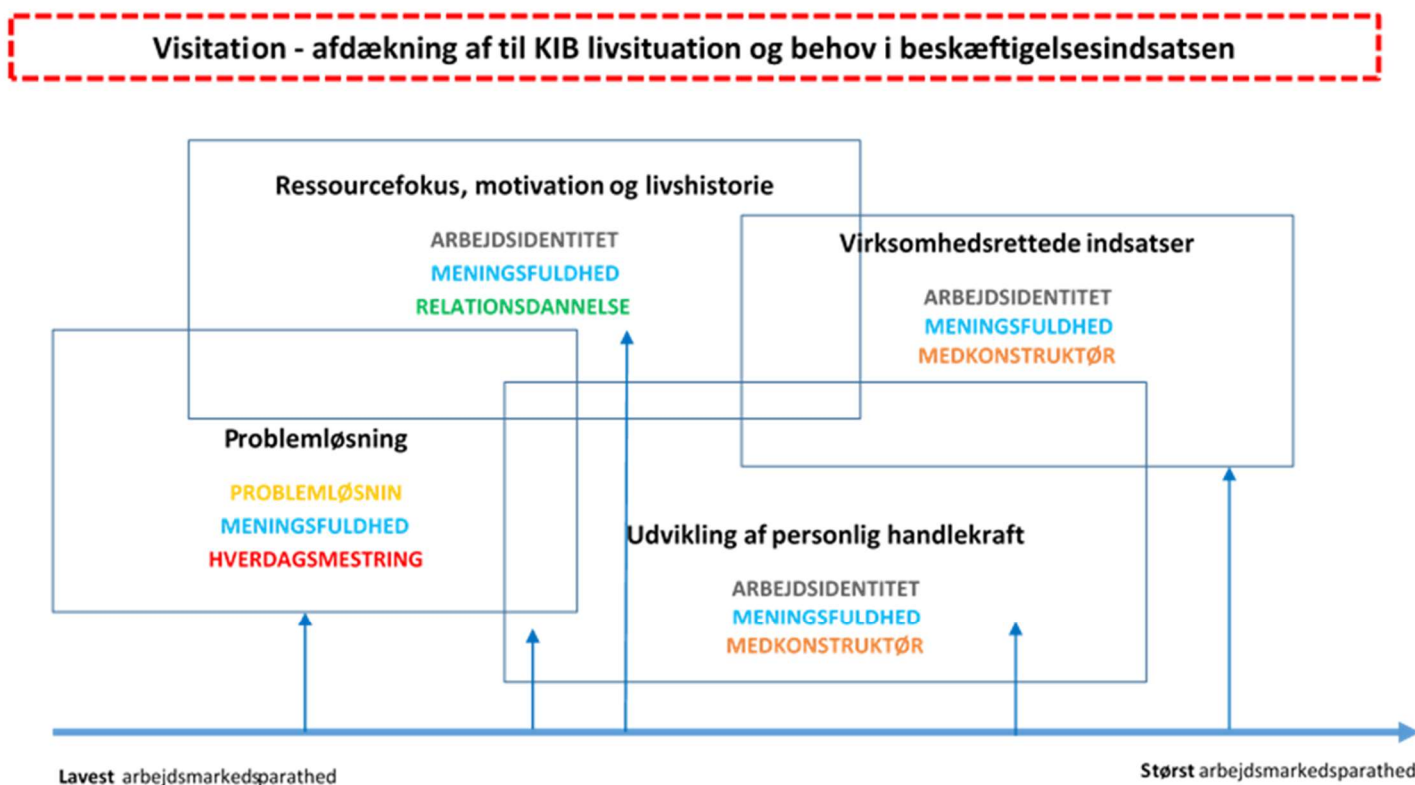 Visitation - afdækning af til KIB livsituation og behov i beskæftigelsesindsatsen
Ressourcefokus, motivation og livshistorie
ARBEJDSIDENTITET
MENINGSFULDHED
RELATIONSDANNELSE
Virksomhedsrettede indsatser
ARBEJDSIDENTITET
MENINGSFULDHED
MEDKONSTRUKTØR
Problemløsning
PROBLEMLØSNIN
MENINGSFULDHED
HVERDAGSMESTRING
Udvikling af personlig handlekraft
ARBEJDSIDENTITET
MENINGSFULDHED
MEDKONSTRUKTØR
Lavest arbejdsmarkedsparathed
Størst arbejdsmarkedsparathed